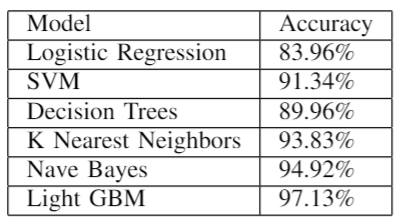 Model Accuracy
Logistic Regression 83.96%
SVM 91.34%
Decision Trees 89.96%
K Nearest Neighbors 93.83%
Nave Bayes 94.92%
Light GBM 97.13%